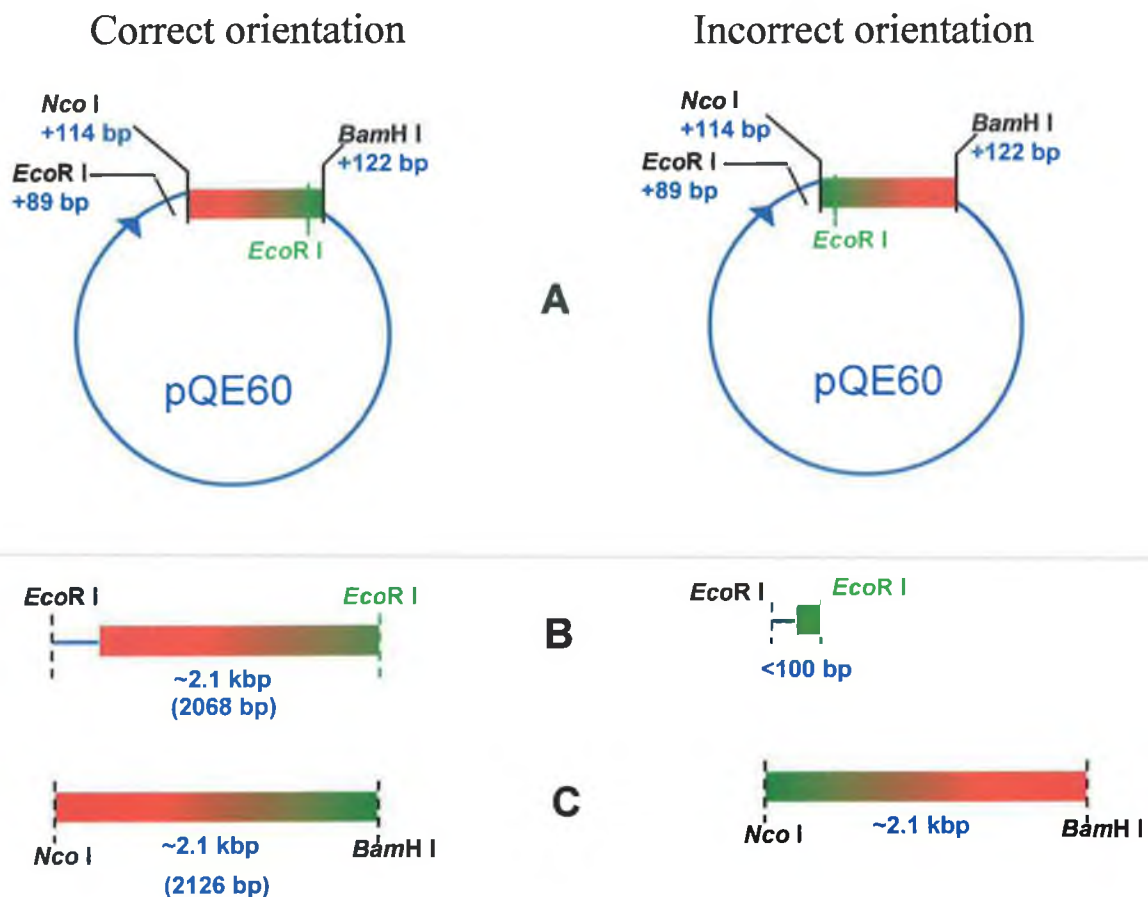 Correct orientation
Incorrect orientation
Nco I
+114 bp
BamH I
+122 bp
EcoR I
+89 bp
EcoR I
pQE60
A
Nco I
+114 bp
BamH I
+122 bp
EcoR I
+89 bp
EcoR I
pQE60
EcoR I
EcoR I
~2.1 kbp
(2068 bp)
B
EcoR I
EcoR I
<100 bp
Nco I
~2.1 kbp
BamH I
(2126 bp)
C
Nco I
~2.1 kbp
BamH I